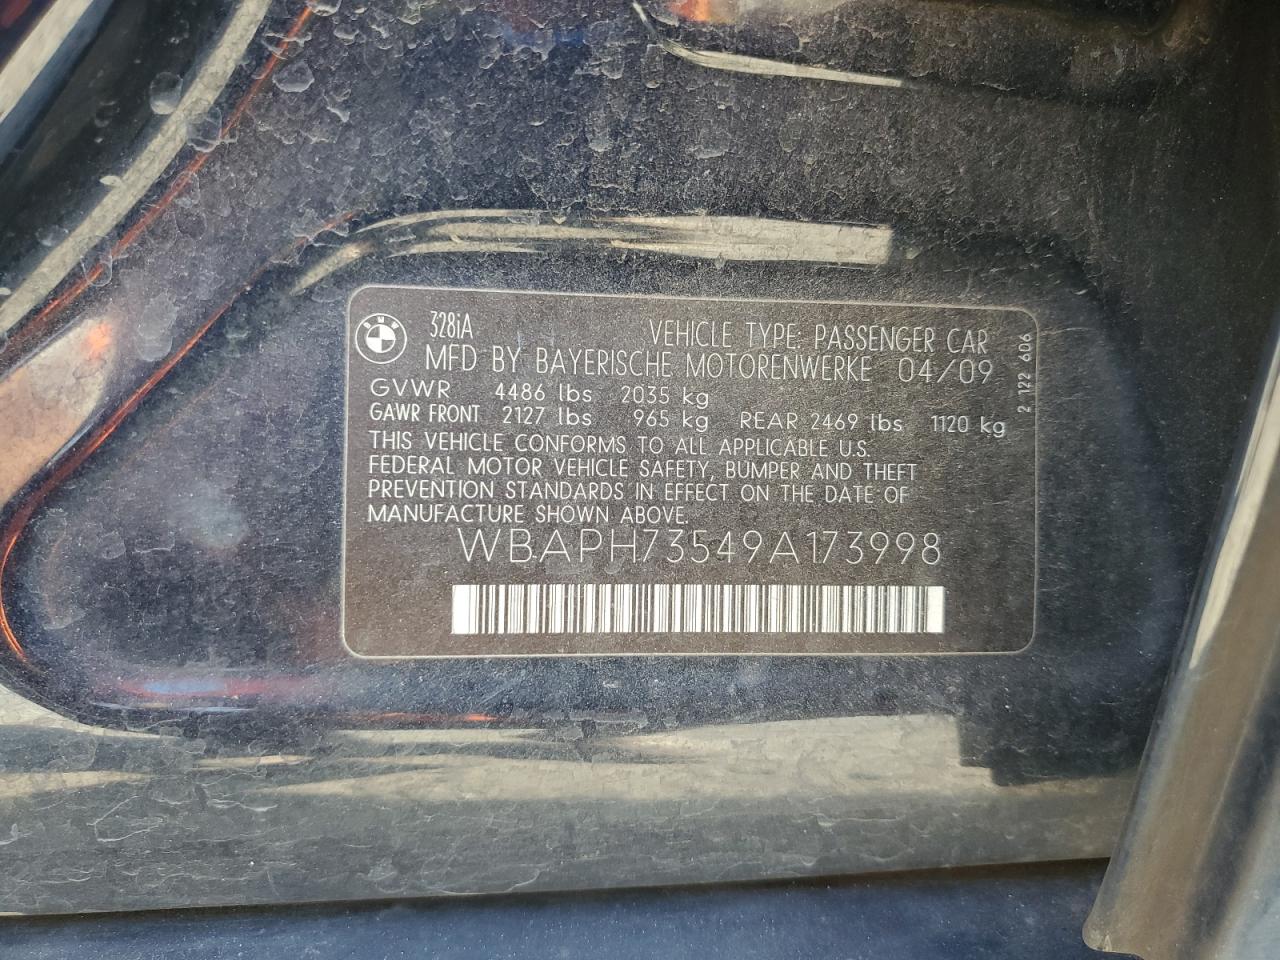 BMW
328iA VEHICLE TYPE: PASSENGER CAR
MFD BY BAYERISCHE MOTORENWERKE 04/09
GVWR 4486 lbs 2035 kg
GAWR FRONT 2127 lbs 965 kg REAR 2469 lbs 1120 kg
THIS VEHICLE CONFORMS TO ALL APPLICABLE U.S.
FEDERAL MOTOR VEHICLE SAFETY, BUMPER AND THEFT
PREVENTION STANDARDS IN EFFECT ON THE DATE OF
MANUFACTURE SHOWN ABOVE.
WBAPH73549A173998
2 122 606